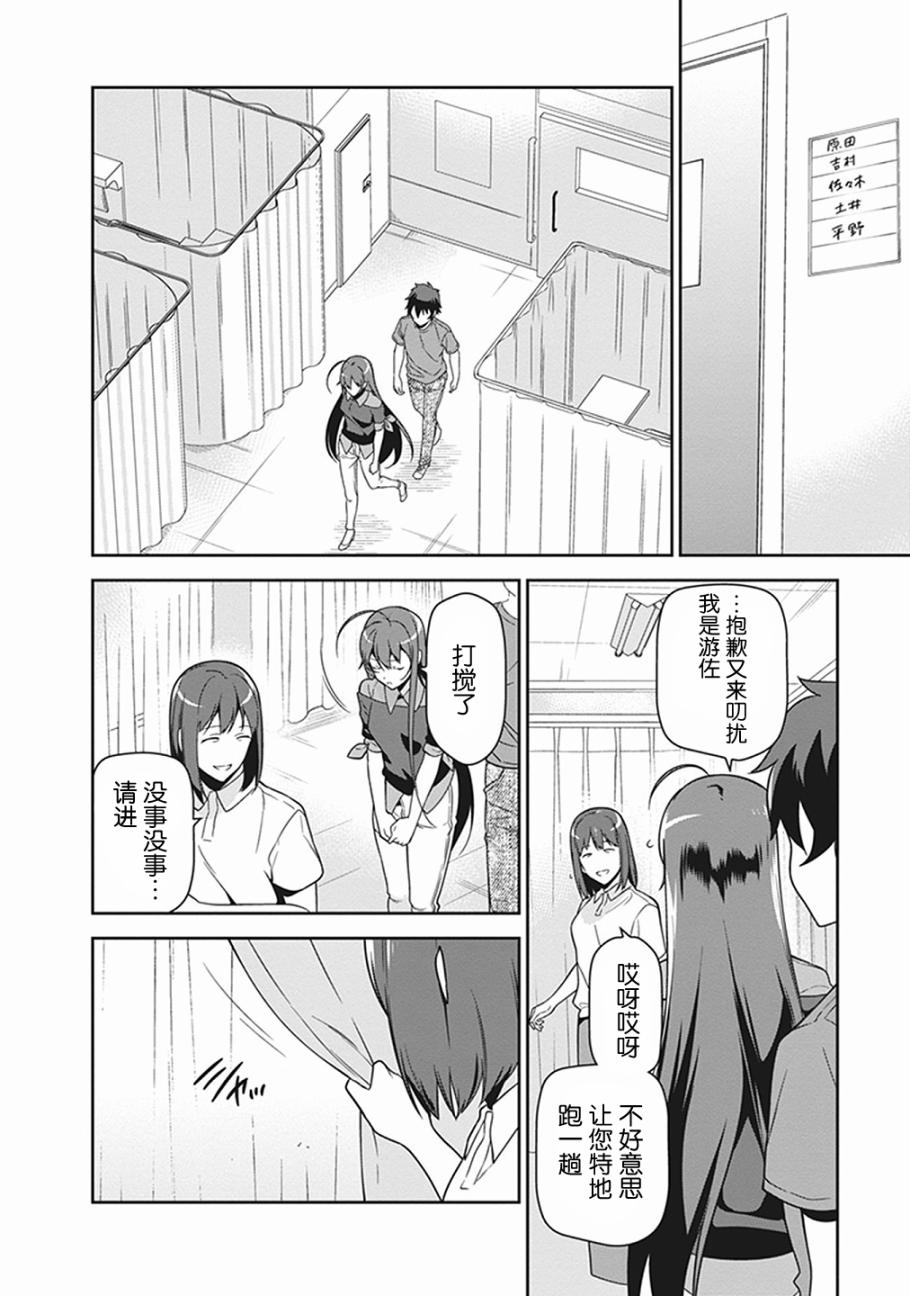 原田
吉村
佐々木
土井
平野
…抱歉又来叨扰
我是游佐
哎呀哎呀
不好意思
让您特地
跑一趟
打搅了
没事没事…
请进
シャッ…